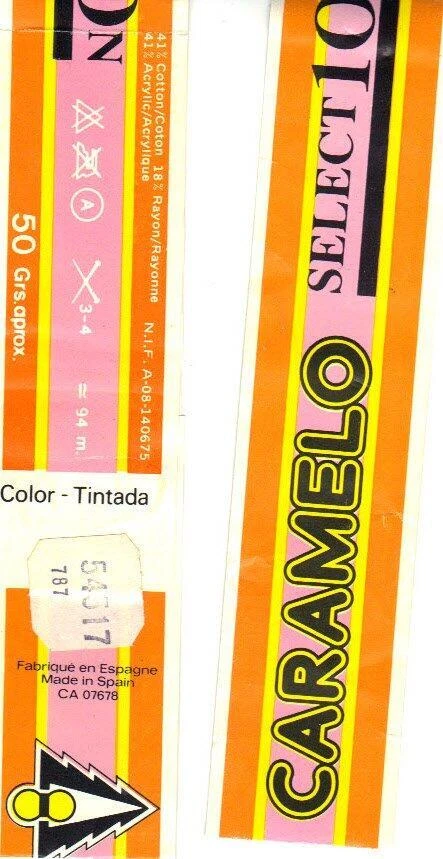 ON
41% Cotton/Coton 18% Rayon/Rayonne N.I.F. A-08-140675
41% Acrylic/Acrylique
A
3-4
= 94 m.
50 Grs.aprox.
Color - Tintada
787
Fabriqué en Espagne
Made in Spain
CA 07678
SELECT 10
CARAMELO